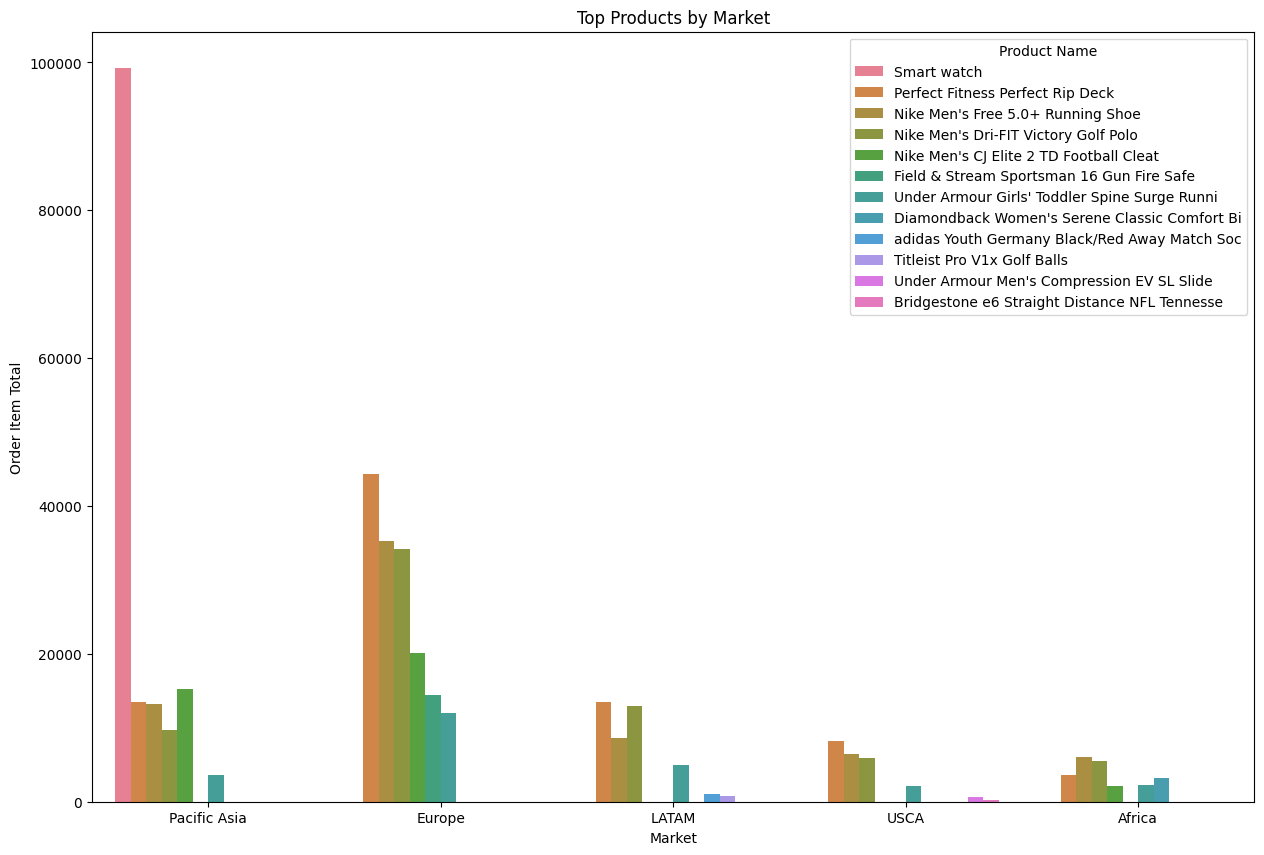 Top Products by Market
Product Name
Smart watch
Perfect Fitness Perfect Rip Deck
Nike Men's Free 5.0+ Running Shoe
Nike Men's Dri-FIT Victory Golf Polo
Nike Men's CJ Elite 2 TD Football Cleat
Field & Stream Sportsman 16 Gun Fire Safe
Under Armour Girls' Toddler Spine Surge Runni
Diamondback Women's Serene Classic Comfort Bi
adidas Youth Germany Black/Red Away Match Soc
Titleist Pro V1x Golf Balls
Under Armour Men's Compression EV SL Slide
Bridgestone e6 Straight Distance NFL Tennesse
Order Item Total
100000
80000
60000
40000
20000
0
Pacific Asia
Europe
LATAM
USCA
Africa
Market